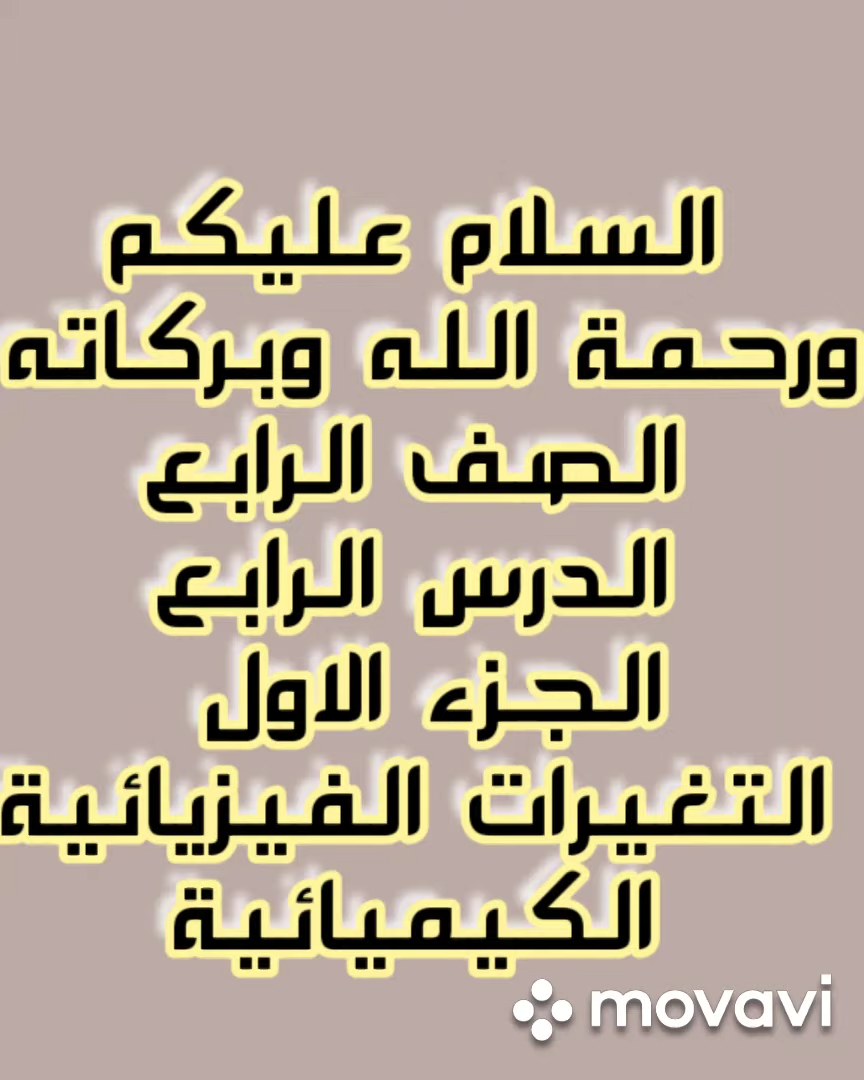 السلام عليكم
ورحمة الله وبركاته
الصف الرابع
الدرس الرابع
الجزء الاول
التغيرات الفيزيائية
الكيميائية
movavi